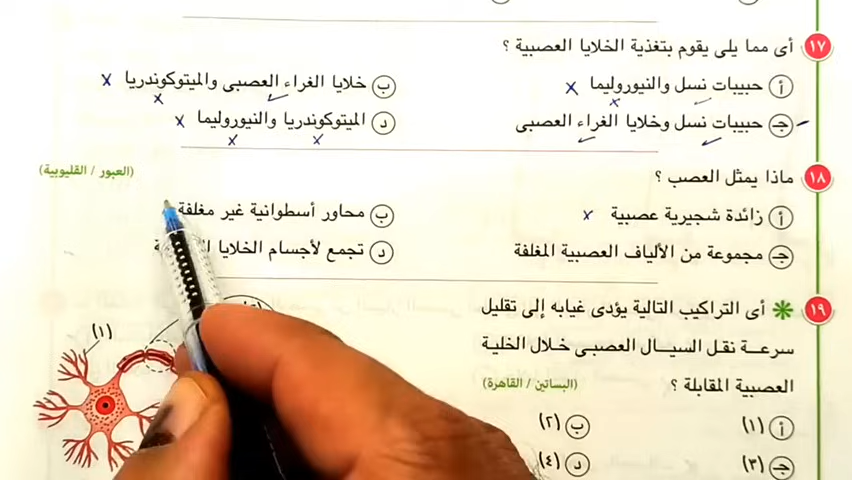 ١٧ أى مما يلى يقوم بتغذية الخلايا العصبية ؟
أ حبيبات نسل والنيوروليما X
ب خلايا الغراء العصبى والميتوكوندريا X
جـ حبيبات نسل وخلايا الغراء العصبى
د الميتوكوندريا والنيوروليما X
١٨ ماذا يمثل العصب ؟ (العبور / القليوبية)
أ زائدة شجيرية عصبية X
ب محاور أسطوانية غير مغلفة
جـ مجموعة من الألياف العصبية المغلفة
د تجمع لأجسام الخلايا
١٩ أى التراكيب التالية يؤدى غيابه إلى تقليل
سرعة نقل السيال العصبى خلال الخلية
العصبية المقابلة ؟ (البساتين / القاهرة)
أ (١)
ب (٢)
جـ (٣)
د (٤)
(١)